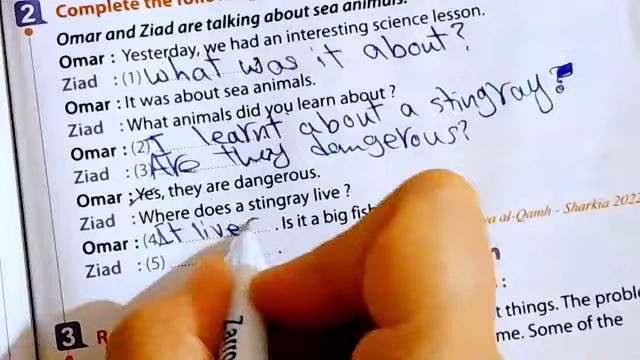 2 Complete the
Omar and Ziad are talking about sea animals.
Omar : Yesterday, we had an interesting science lesson.
Ziad : (1) What was it about?
Omar : It was about sea animals.
Ziad : What animals did you learn about ?
Omar : (2) I learnt about a stingray.
Ziad : (3) Are they dangerous?
Omar : Yes, they are dangerous.
Ziad : Where does a stingray live ?
Omar : (4) It live . Is it a big
Ziad : (5) .
al-Qamh - Sharkia 2022
3
t things. The
me. Some of the